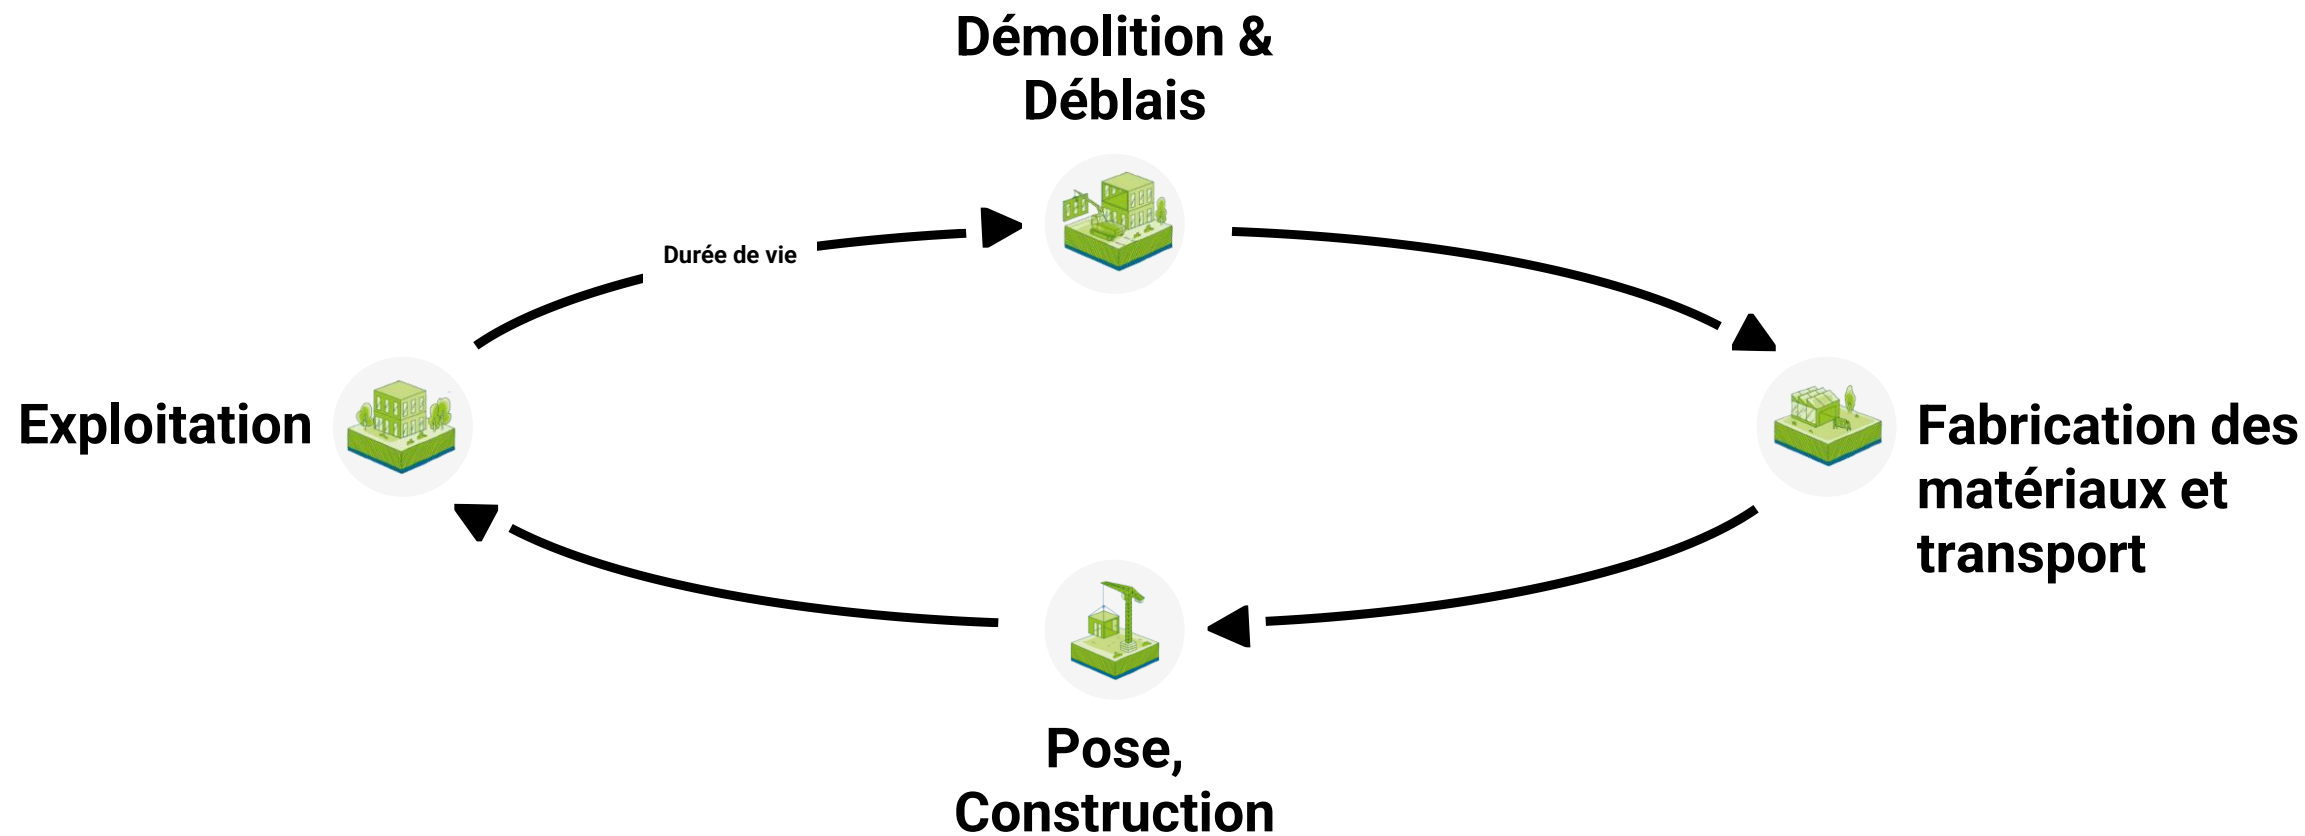 Démolition &
Déblais
Durée de vie
Exploitation
Fabrication des
matériaux et
transport
Pose,
Construction